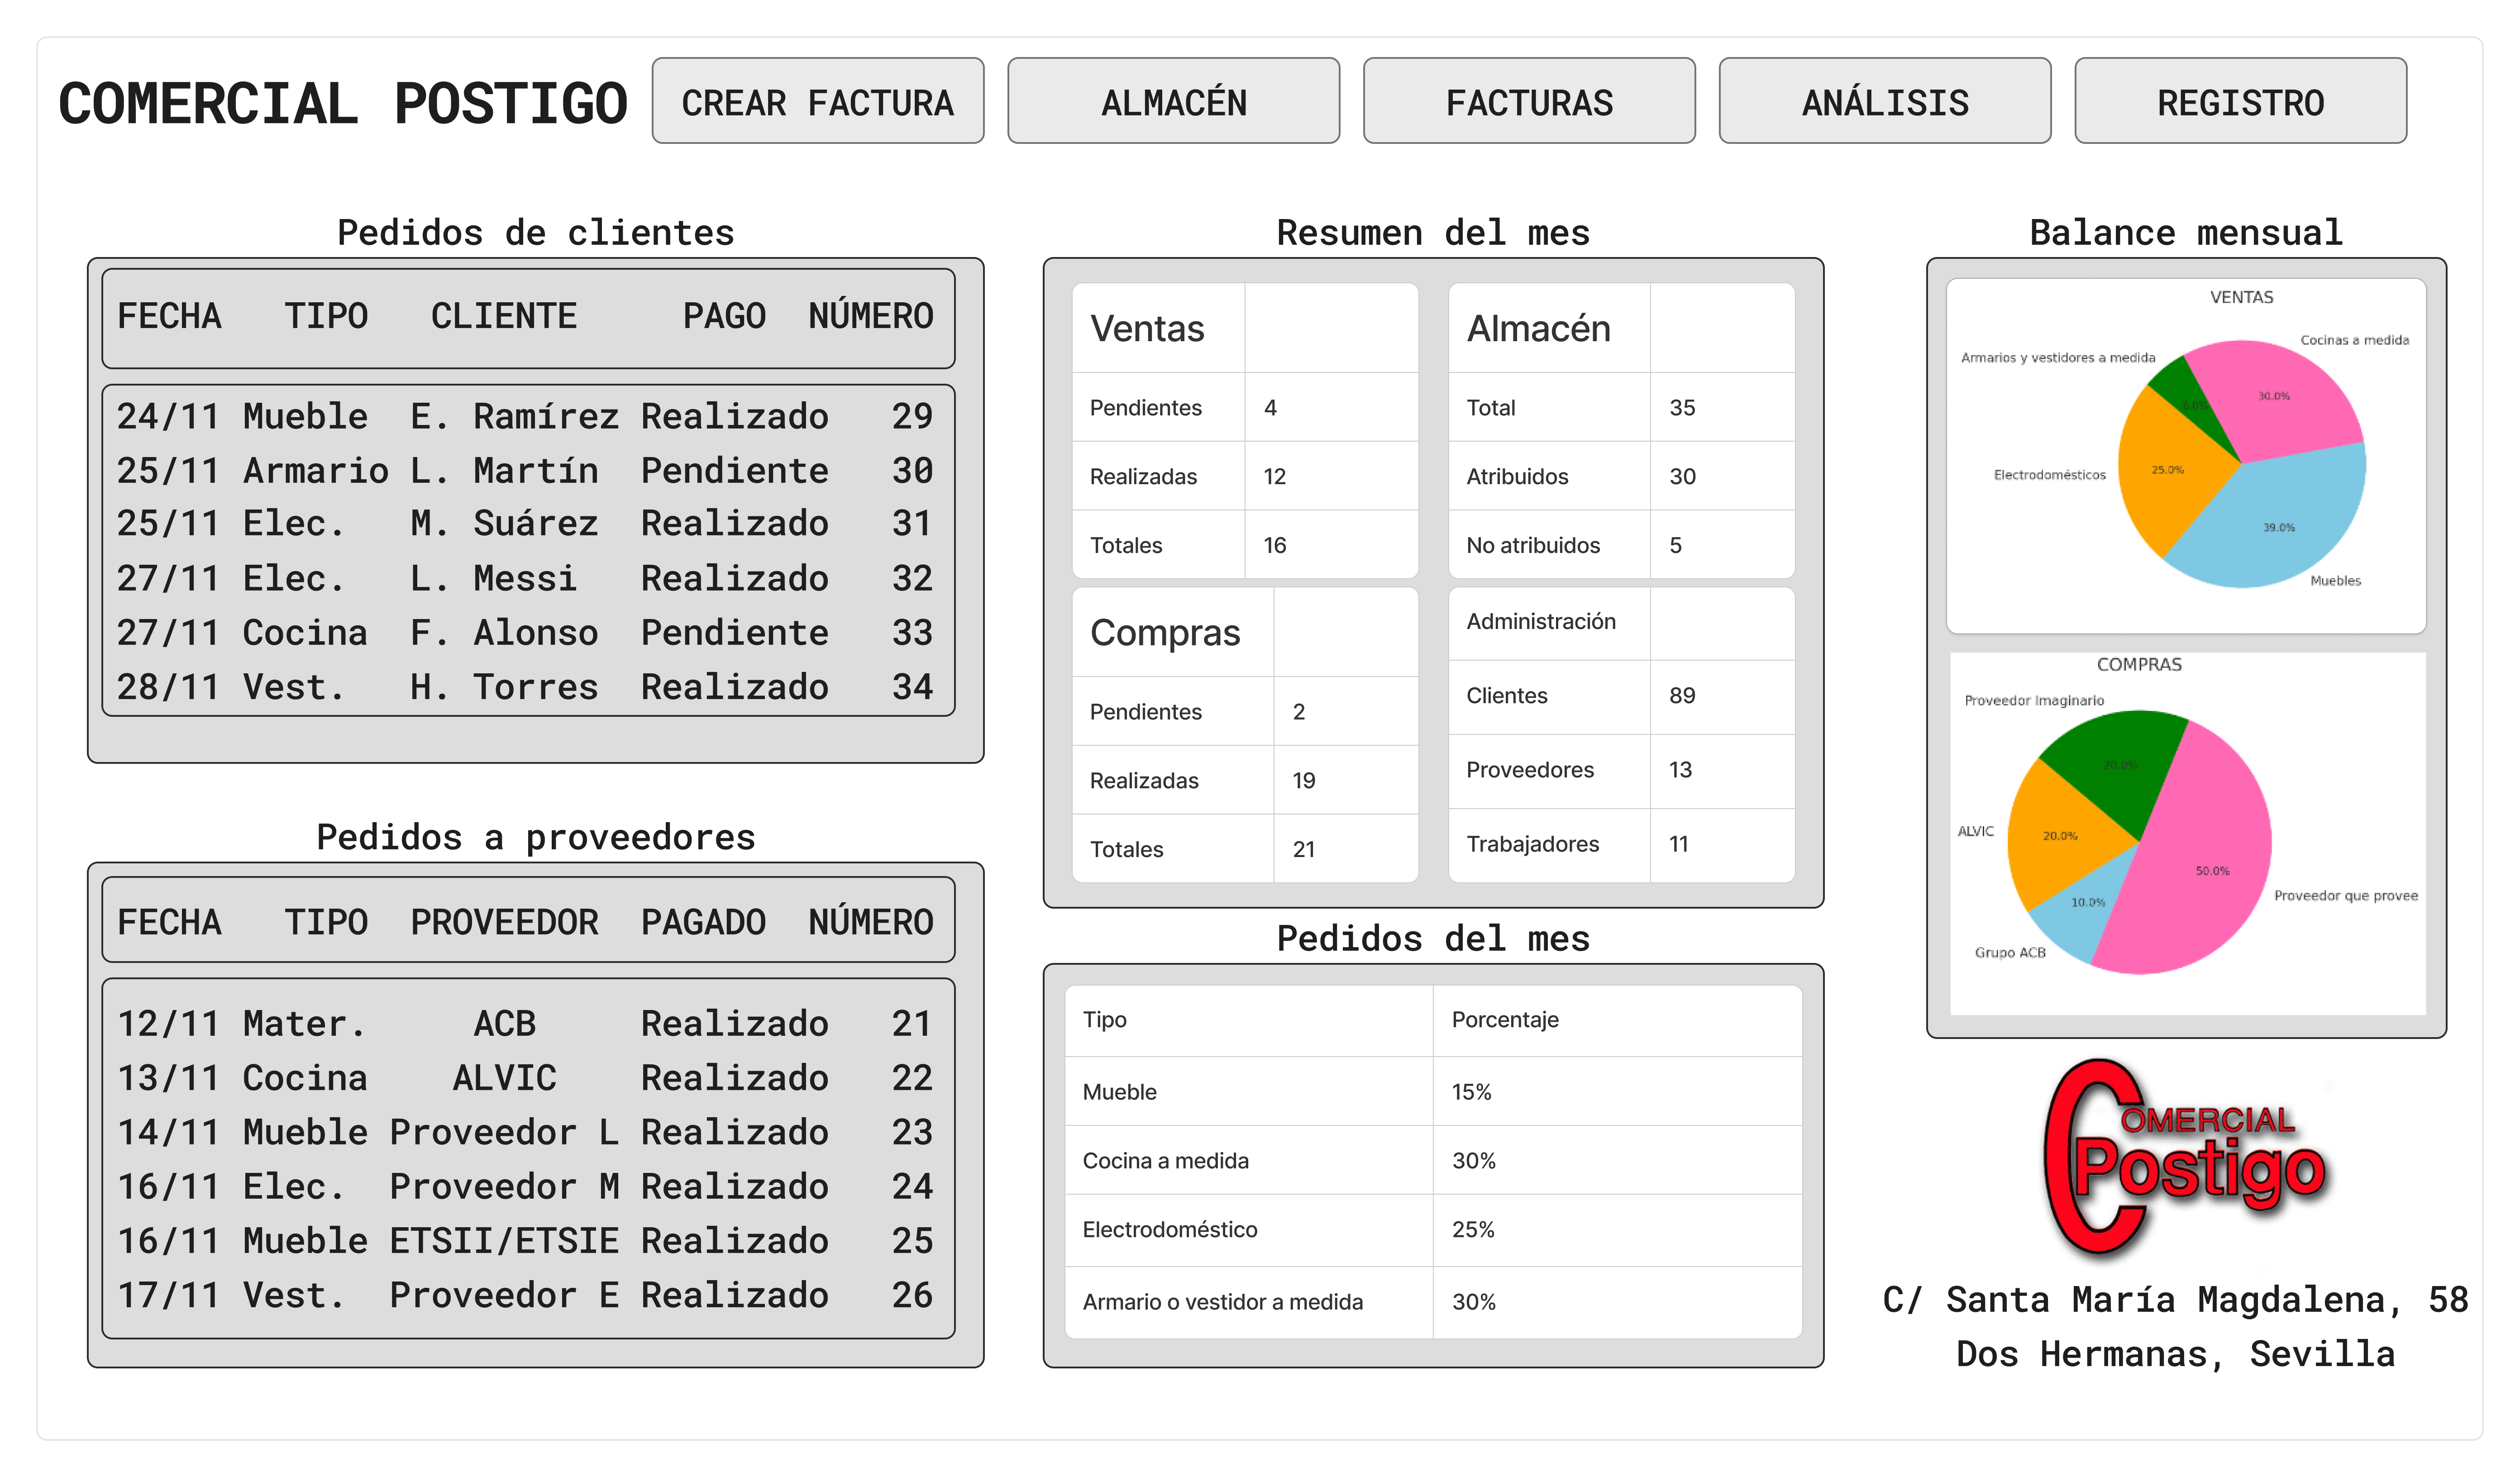 COMERCIAL POSTIGO
CREAR FACTURA
ALMACÉN
FACTURAS
ANÁLISIS
REGISTRO
Pedidos de clientes
FECHA TIPO CLIENTE PAGO NÚMERO
24/11 Mueble E. Ramírez Realizado 29
25/11 Armario L. Martín Pendiente 30
25/11 Elec. M. Suárez Realizado 31
27/11 Elec. L. Messi Realizado 32
27/11 Cocina F. Alonso Pendiente 33
28/11 Vest. H. Torres Realizado 34
Pedidos a proveedores
FECHA TIPO PROVEEDOR PAGADO NÚMERO
12/11 Mater. ACB Realizado 21
13/11 Cocina ALVIC Realizado 22
14/11 Mueble Proveedor L Realizado 23
16/11 Elec. Proveedor M Realizado 24
16/11 Mueble ETSII/ETSIE Realizado 25
17/11 Vest. Proveedor E Realizado 26
Resumen del mes
Ventas
Pendientes 4
Realizadas 12
Totales 16
Almacén
Total 35
Atribuidos 30
No atribuidos 5
Compras
Pendientes 2
Realizadas 19
Totales 21
Administración
Clientes 89
Proveedores 13
Trabajadores 11
Pedidos del mes
Tipo Porcentaje
Mueble 15%
Cocina a medida 30%
Electrodoméstico 25%
Armario o vestidor a medida 30%
Balance mensual
VENTAS
Cocinas a medida
Armarios y vestidores a medida
30.0%
6.0%
25.0%
Electrodomésticos
39.0%
Muebles
COMPRAS
Proveedor Imaginario
20.0%
ALVIC
20.0%
50.0%
Proveedor que provee
10.0%
Grupo ACB
COMERCIAL
Postigo
C/ Santa María Magdalena, 58
Dos Hermanas, Sevilla